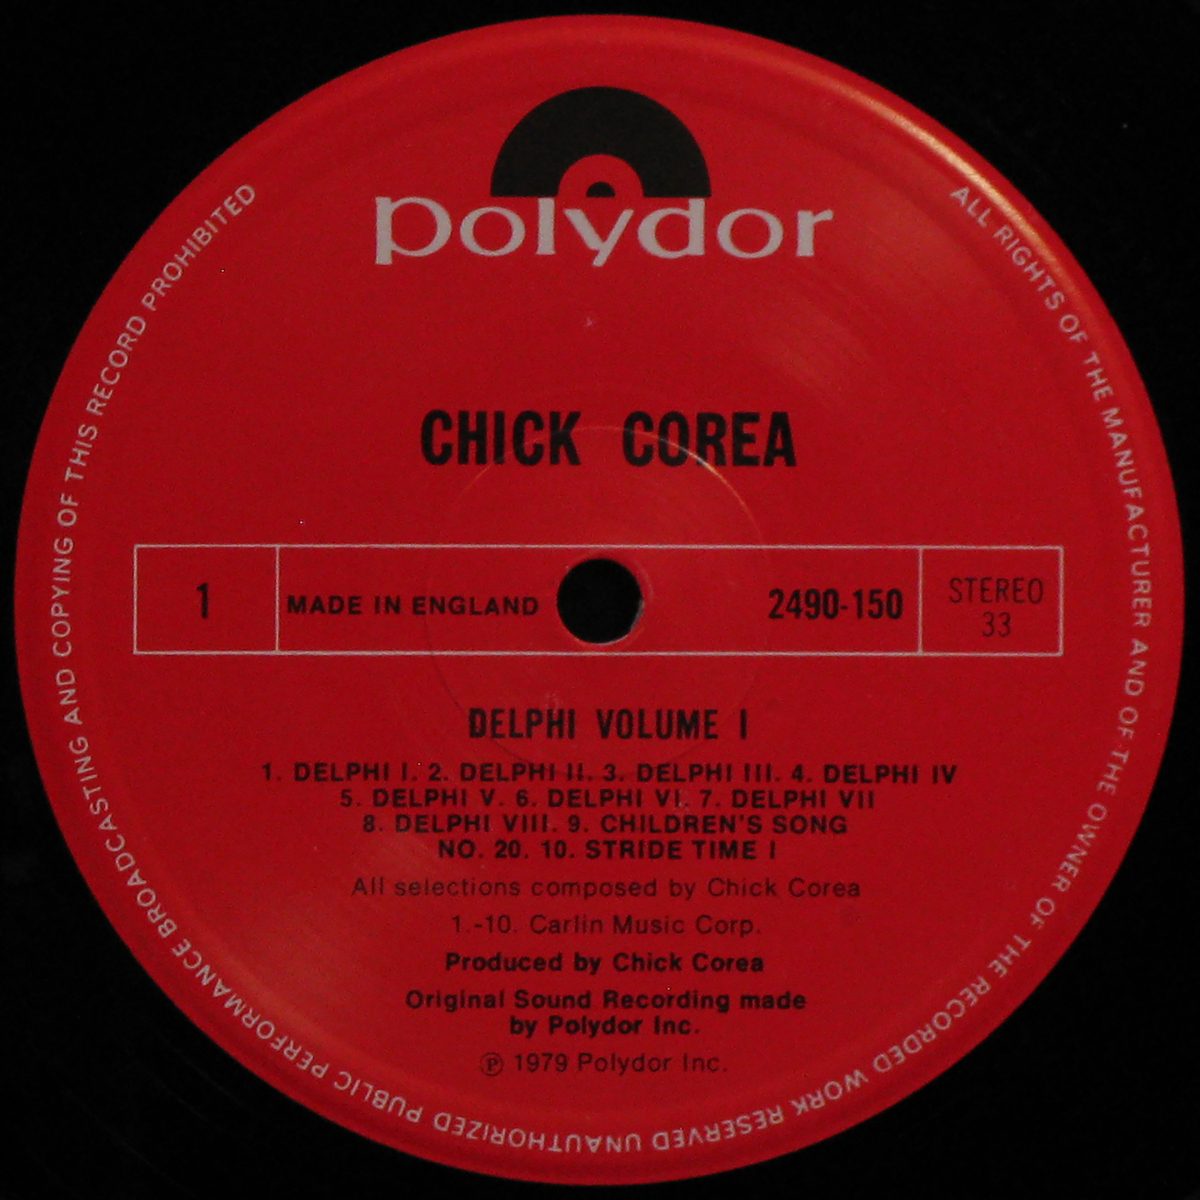 polydor
CHICK COREA
1
MADE IN ENGLAND
2490-150
STEREO
33
DELPHI VOLUME I
1. DELPHI I. 2. DELPHI II. 3. DELPHI III. 4. DELPHI IV
5. DELPHI V. 6. DELPHI VI. 7. DELPHI VII
8. DELPHI VIII. 9. CHILDREN'S SONG
NO. 20. 10. STRIDE TIME I
All selections composed by Chick Corea
1.-10. Carlin Music Corp.
Produced by Chick Corea
Original Sound Recording made
by Polydor Inc.
℗ 1979 Polydor Inc.
ALL RIGHTS OF THE MANUFACTURER AND OF THE OWNER OF THE RECORDED WORK RESERVED UNAUTHORIZED PUBLIC PERFORMANCE BROADCASTING AND COPYING OF THIS RECORD PROHIBITED